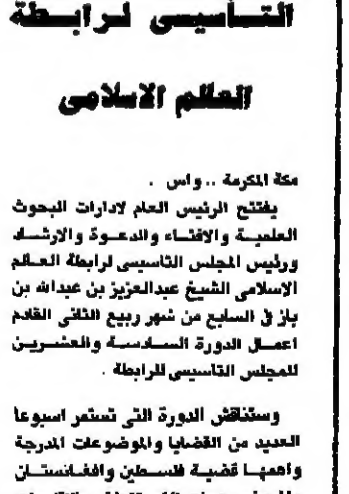 التأسيسى لرابطة
العالم الاسلامى
مكة المكرمة .. واس .
يفتتح الرئيس العام لادارات البحوث
العلمية والافتاء والدعوة والارشاد
ورئيس المجلس التاسيسى لرابطة العالم
الاسلامى الشيخ عبدالعزيز بن عبدالله بن
باز فى السابع من شهر ربيع الثانى القادم
اعمال الدورة السادسة والعشرين
للمجلس التاسيسى للرابطة .
وستناقش الدورة التى تستمر اسبوعا
العديد من القضايا والموضوعات المدرجة
واهمها قضية فلسطين وافغانستان